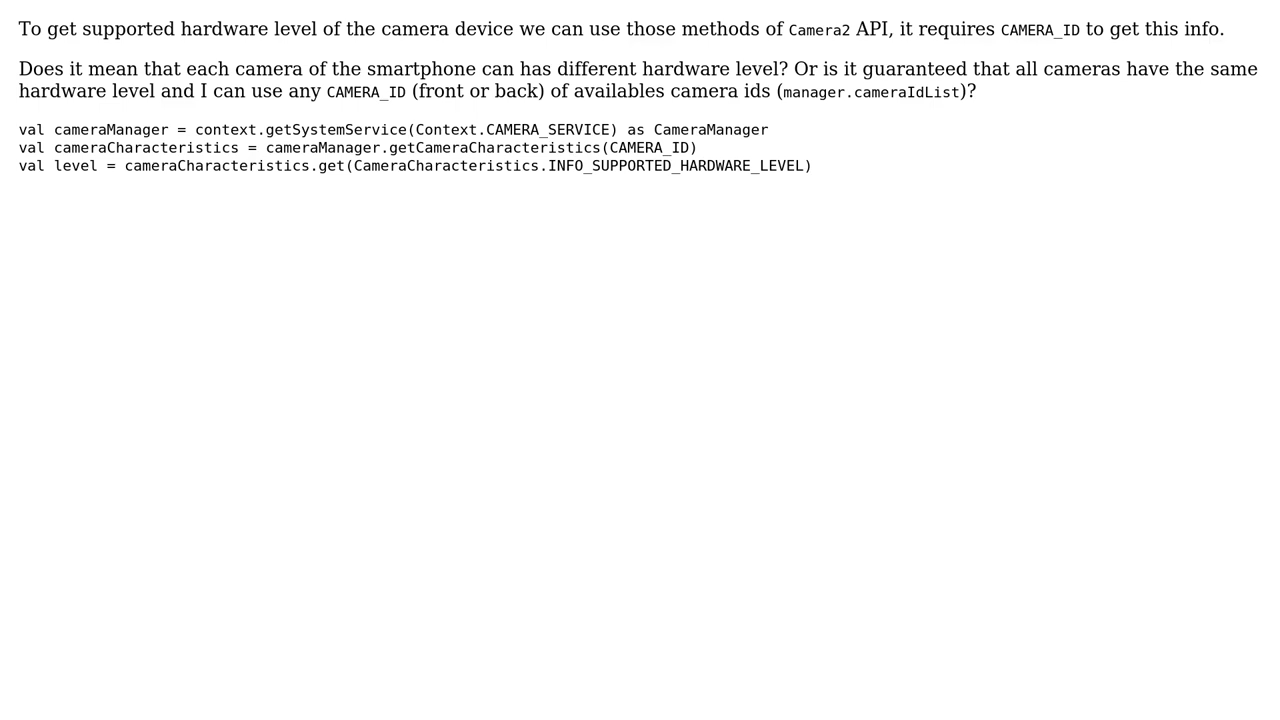 To get supported hardware level of the camera device we can use those methods of Camera2 API, it requires CAMERA_ID to get this info.
Does it mean that each camera of the smartphone can has different hardware level? Or is it guaranteed that all cameras have the same
hardware level and I can use any CAMERA_ID (front or back) of availables camera ids (manager.cameraIdList)?
val cameraManager = context.getSystemService(Context.CAMERA_SERVICE) as CameraManager
val cameraCharacteristics = cameraManager.getCameraCharacteristics(CAMERA_ID)
val level = cameraCharacteristics.get(CameraCharacteristics.INFO_SUPPORTED_HARDWARE_LEVEL)